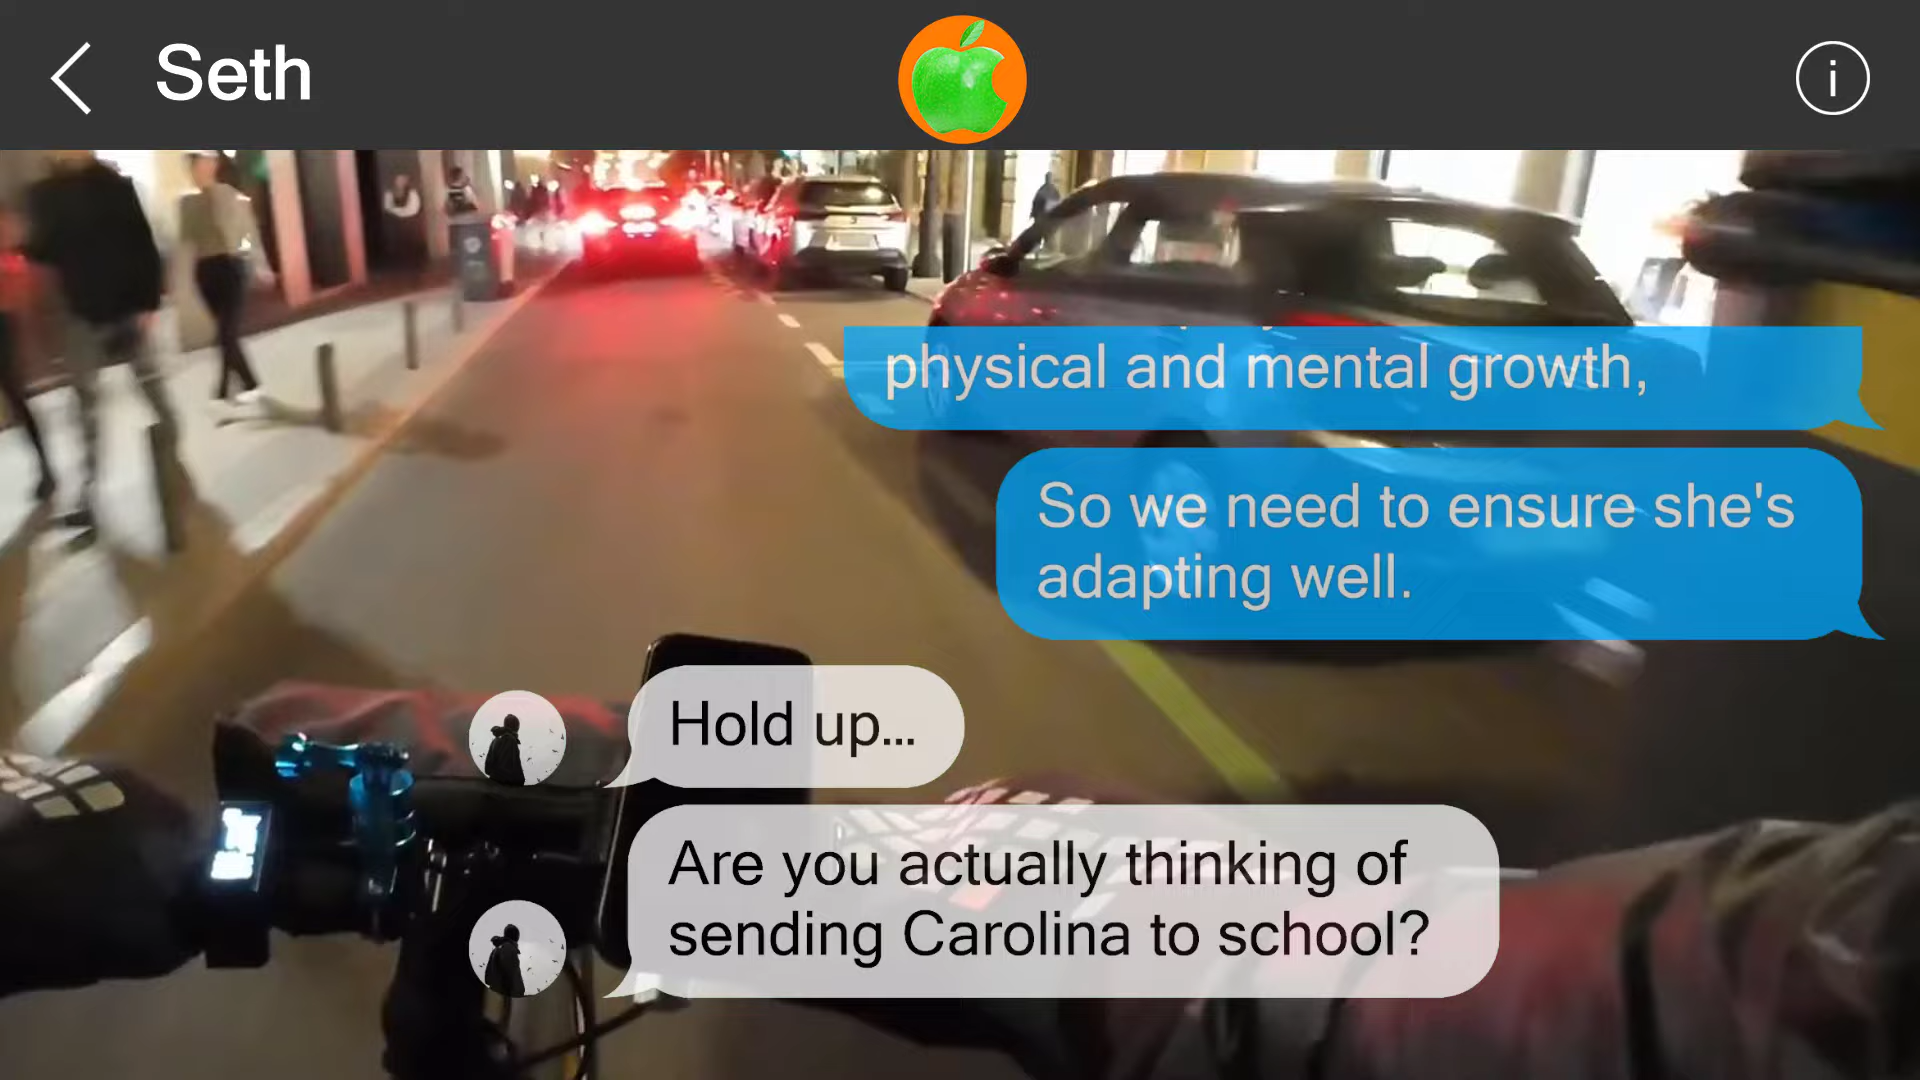 Seth
physical and mental growth,
So we need to ensure she's
adapting well.
Hold up...
Are you actually thinking of
sending Carolina to school?